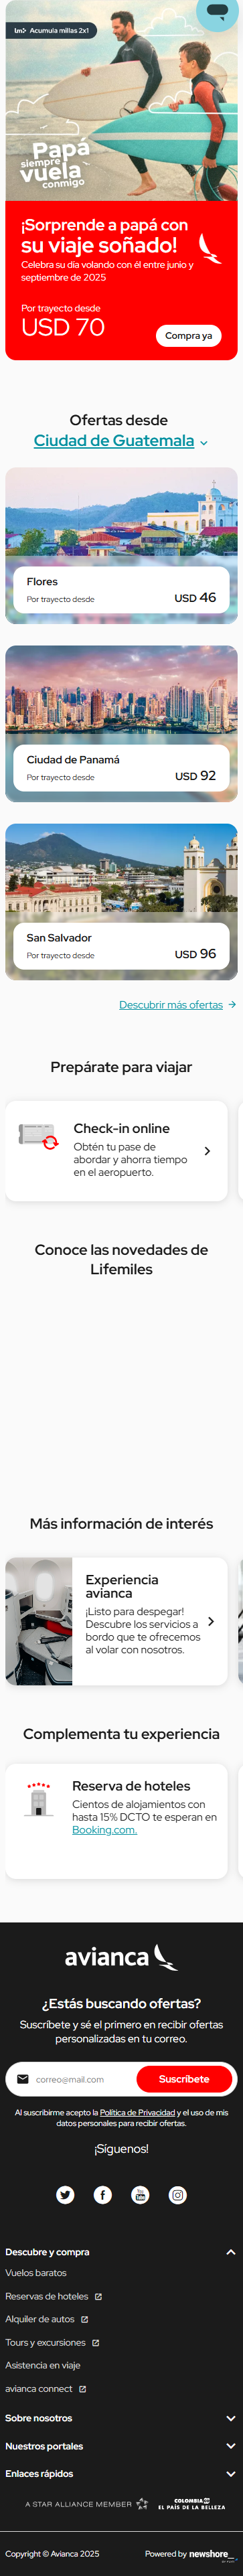 lm• Acumula millas 2x1
Papá
siempre
vuela
conmigo
¡Sorprende a papá con
su viaje soñado!
Celebra su día volando con él entre junio y
septiembre de 2025
Por trayecto desde
USD 70
Compra ya
Ofertas desde
Ciudad de Guatemala
Flores
Por trayecto desde
USD 46
Ciudad de Panamá
Por trayecto desde
USD 92
San Salvador
Por trayecto desde
USD 96
Descubrir más ofertas
Prepárate para viajar
Check-in online
Obtén tu pase de
abordar y ahorra tiempo
en el aeropuerto.
Conoce las novedades de
Lifemiles
Más información de interés
Experiencia
avianca
¡Listo para despegar!
Descubre los servicios a
bordo que te ofrecemos
al volar con nosotros.
Complementa tu experiencia
Reserva de hoteles
Cientos de alojamientos con
hasta 15% DCTO te esperan en
Booking.com.
avianca
¿Estás buscando ofertas?
Suscríbete y sé el primero en recibir ofertas
personalizadas en tu correo.
correo@mail.com
Suscríbete
Al suscribirme acepto la Política de Privacidad y el uso de mis
datos personales para recibir ofertas.
¡Síguenos!
You
Tube
Descubre y compra
Vuelos baratos
Reservas de hoteles
Alquiler de autos
Tours y excursiones
Asistencia en viaje
avianca connect
Sobre nosotros
Nuestros portales
Enlaces rápidos
A STAR ALLIANCE MEMBER
COLOMBIA
EL PAÍS DE LA BELLEZA
Copyright © Avianca 2025
Powered by newshore_